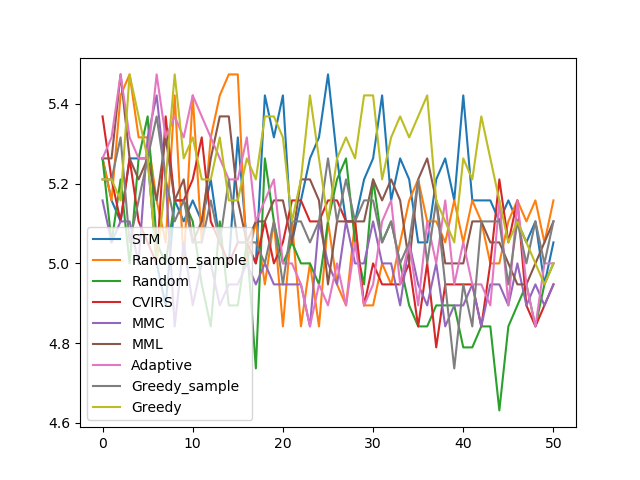 5.4
5.2
5.0
4.8
4.6
STM
Random_sample
Random
CVIRS
MMC
MML
Adaptive
Greedy_sample
Greedy
0
10
20
30
40
50